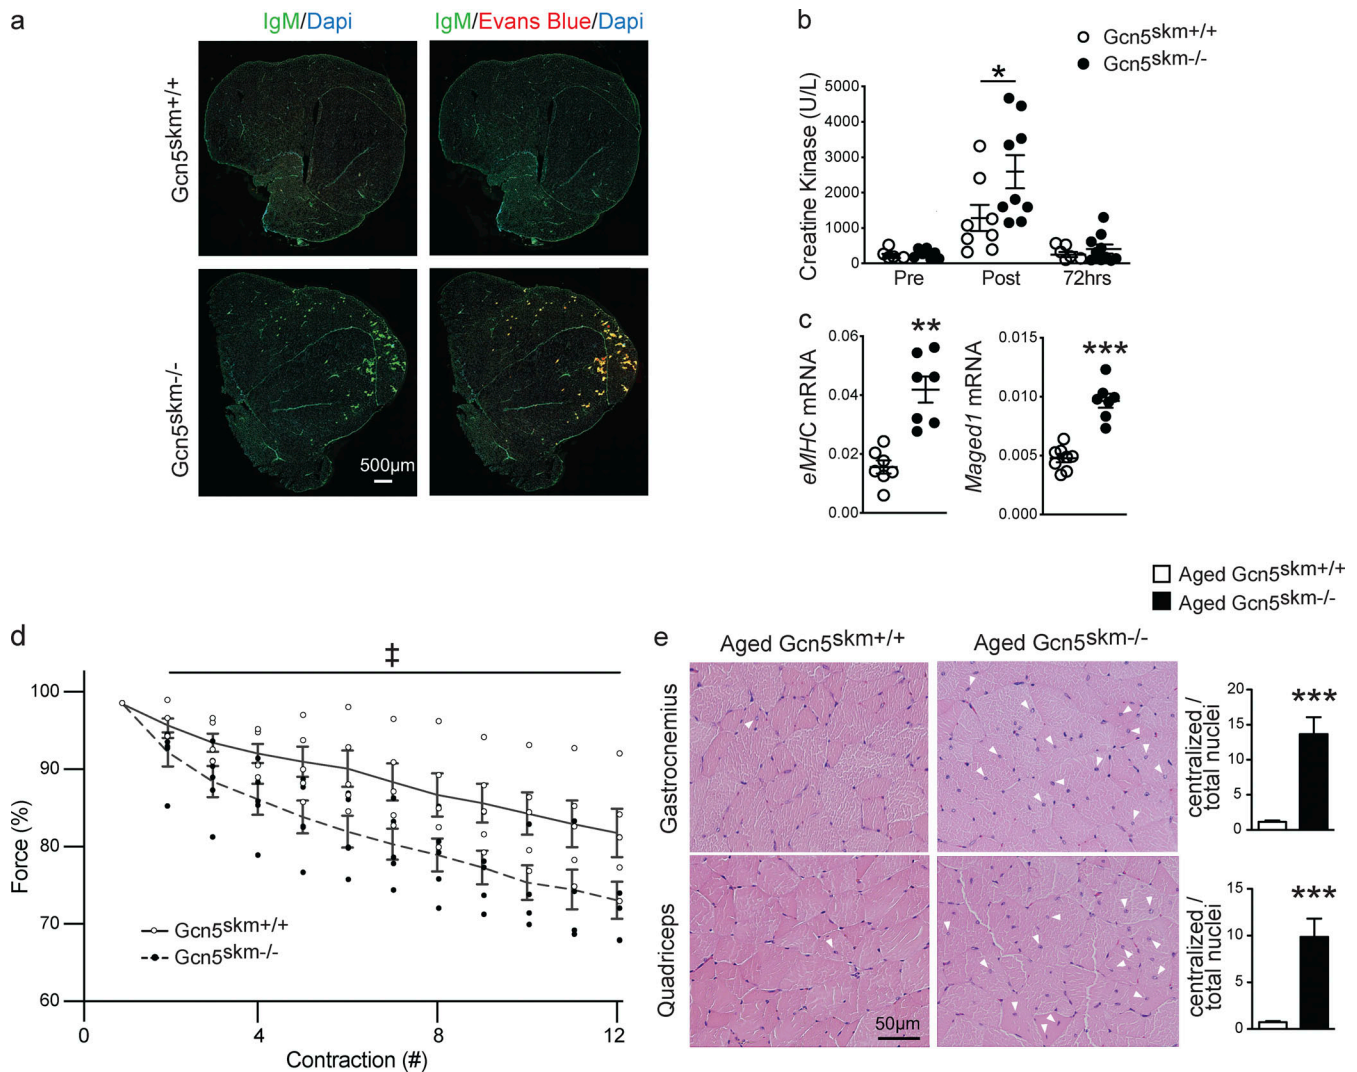 a
IgM/Dapi
IgM/Evans Blue/Dapi
Gcn5skm+/+
Gcn5skm-/-
500µm
b
Gcn5skm+/+
Gcn5skm-/-
Creatine Kinase (U/L)
5000
4000
3000
2000
1000
0
*
Pre
Post
72hrs
c
eMHC mRNA
0.06
0.04
0.02
0.00
**
Maged1 mRNA
0.015
0.010
0.005
0.000
***
d
Force (%)
100
90
80
70
60
‡
Gcn5skm+/+
Gcn5skm-/-
0
4
8
12
Contraction (#)
Aged Gcn5skm+/+
Aged Gcn5skm-/-
e
Aged Gcn5skm+/+
Aged Gcn5skm-/-
Gastrocnemius
centralized /
total nuclei
20
15
10
5
0
***
Quadriceps
50µm
centralized /
total nuclei
15
10
5
0
***